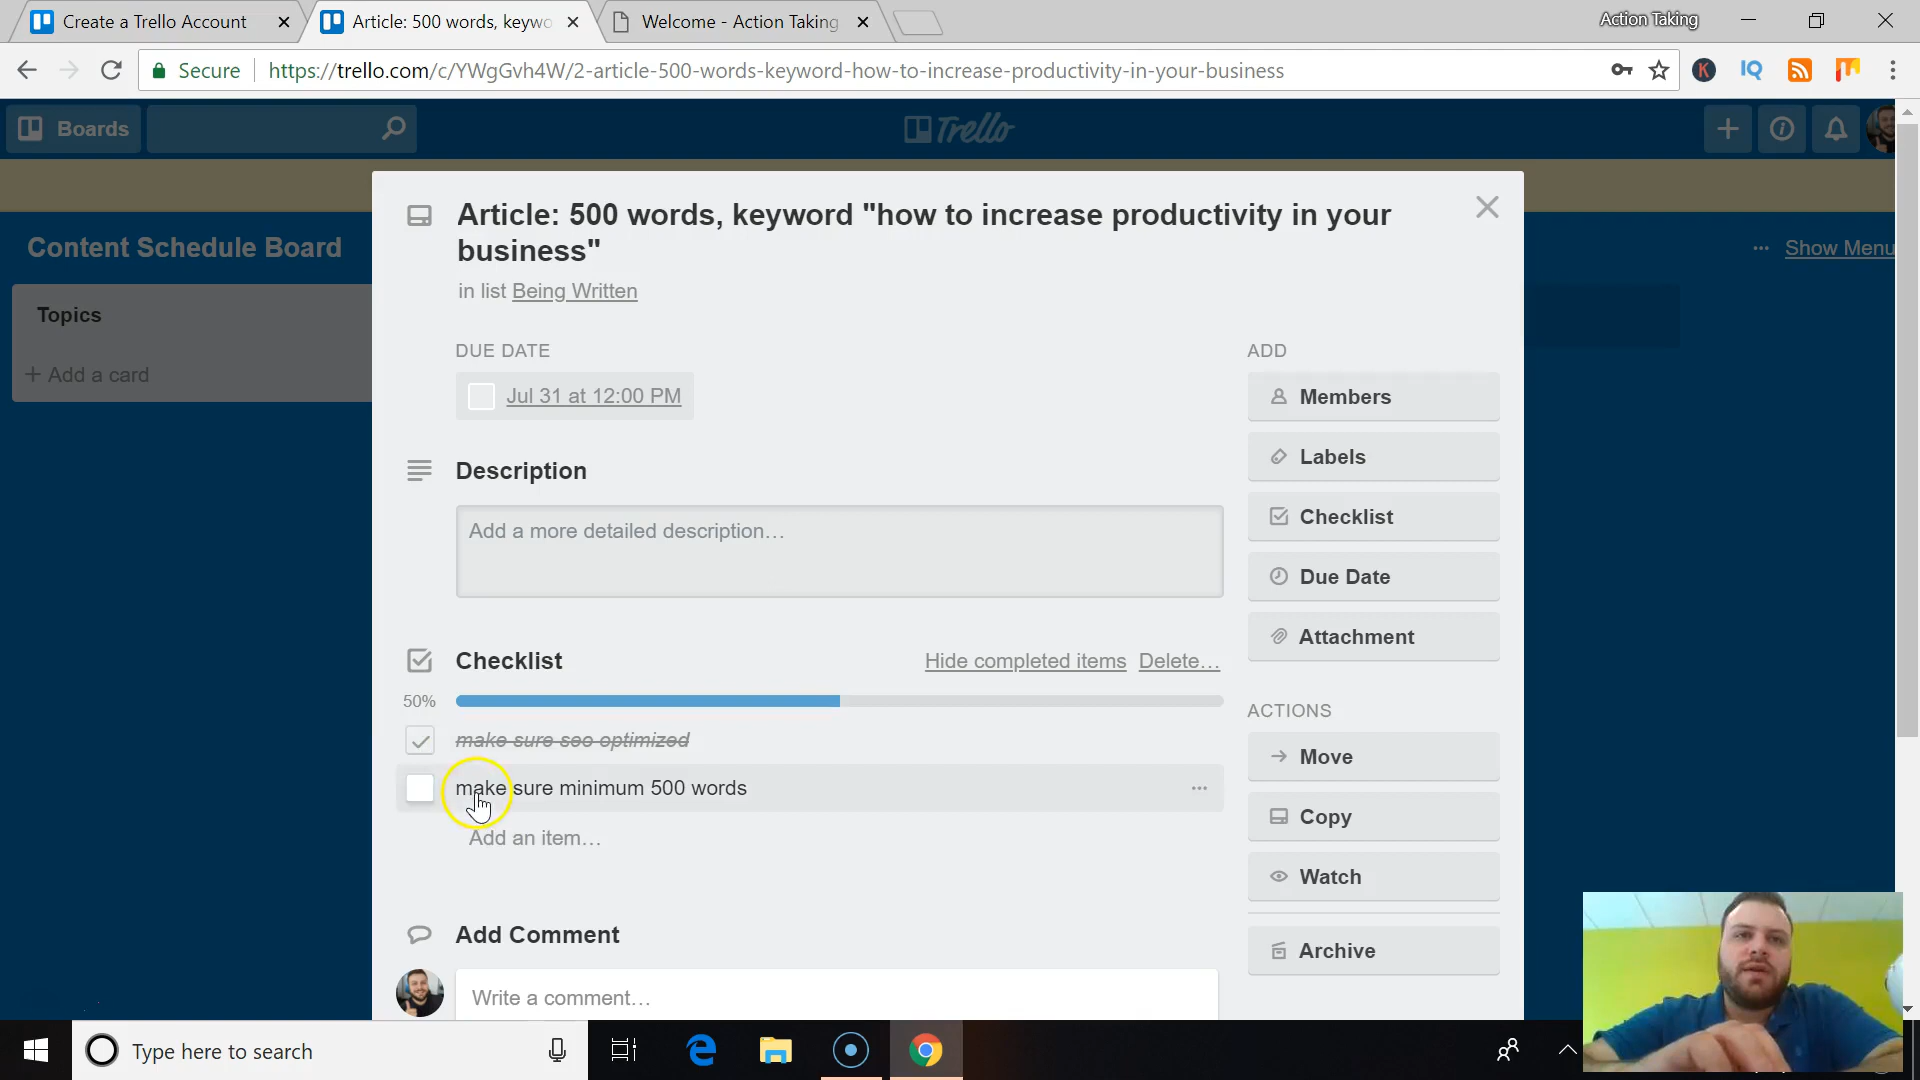 Create a Trello Account
Article: 500 words, keywo
Welcome - Action Taking
Action Taking
Secure
https://trello.com/c/YWgGvh4W/2-article-500-words-keyword-how-to-increase-productivity-in-your-business
K
IQ
Boards
Trello
Content Schedule Board
... Show Menu
Topics
+ Add a card
Article: 500 words, keyword "how to increase productivity in your
business"
in list Being Written
DUE DATE
Jul 31 at 12:00 PM
Description
Add a more detailed description…
Checklist
Hide completed items
Delete…
50%
make sure seo optimized
make sure minimum 500 words
Add an item…
Add Comment
Write a comment…
ADD
Members
Labels
Checklist
Due Date
Attachment
ACTIONS
Move
Copy
Watch
Archive
Type here to search